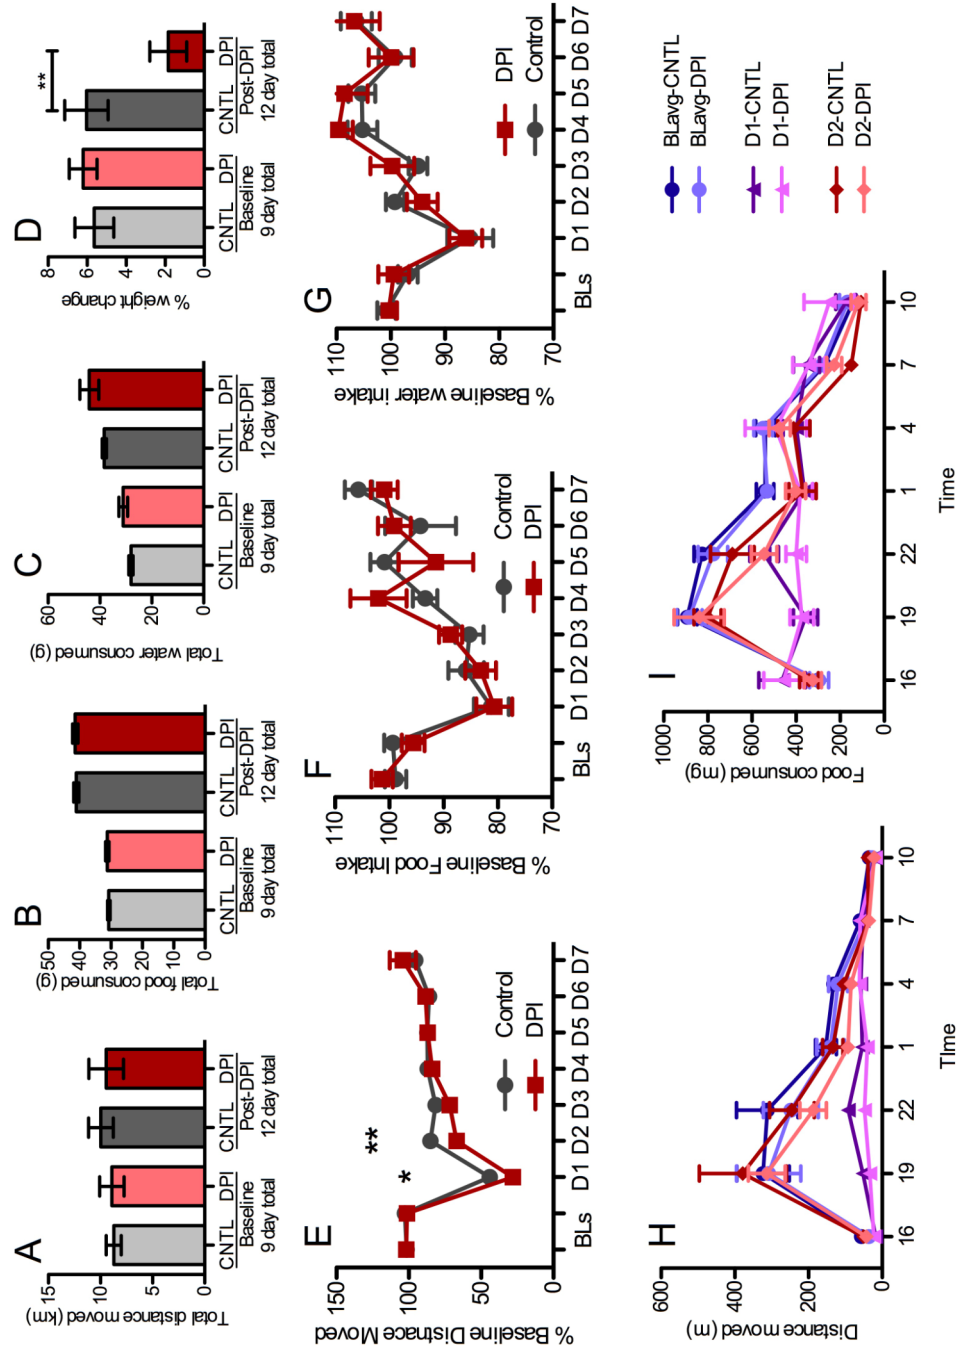 A
Total distance moved (km)
15
10
5
0
CNTL DPI CNTL DPI
Baseline Post-DPI
9 day total 12 day total
B
Total food consumed (g)
50
40
30
20
10
0
CNTL DPI CNTL DPI
Baseline Post-DPI
9 day total 12 day total
C
Total water consumed (g)
80
60
40
20
0
CNTL DPI CNTL DPI
Baseline Post-DPI
9 day total 12 day total
D
% weight change
8
6
4
2
0
**
CNTL DPI CNTL DPI
Baseline Post-DPI
9 day total 12 day total
E
% Baseline Distnace Moved
150
100
50
0
*
**
Control
DPI
BLs D1 D2 D3 D4 D5 D6 D7
F
% Baseline Food Intake
110
100
90
80
70
Control
DPI
BLs D1 D2 D3 D4 D5 D6 D7
G
% Baseline water intake
110
100
90
80
70
DPI
Control
BLs D1 D2 D3 D4 D5 D6 D7
H
Distance moved (m)
600
400
200
0
16 19 22 1 4 7 10
TIme
I
Food consumed (mg)
1000
800
600
400
200
0
16 19 22 1 4 7 10
Time
BLavg-CNTL
BLavg-DPI
D1-CNTL
D1-DPI
D2-CNTL
D2-DPI